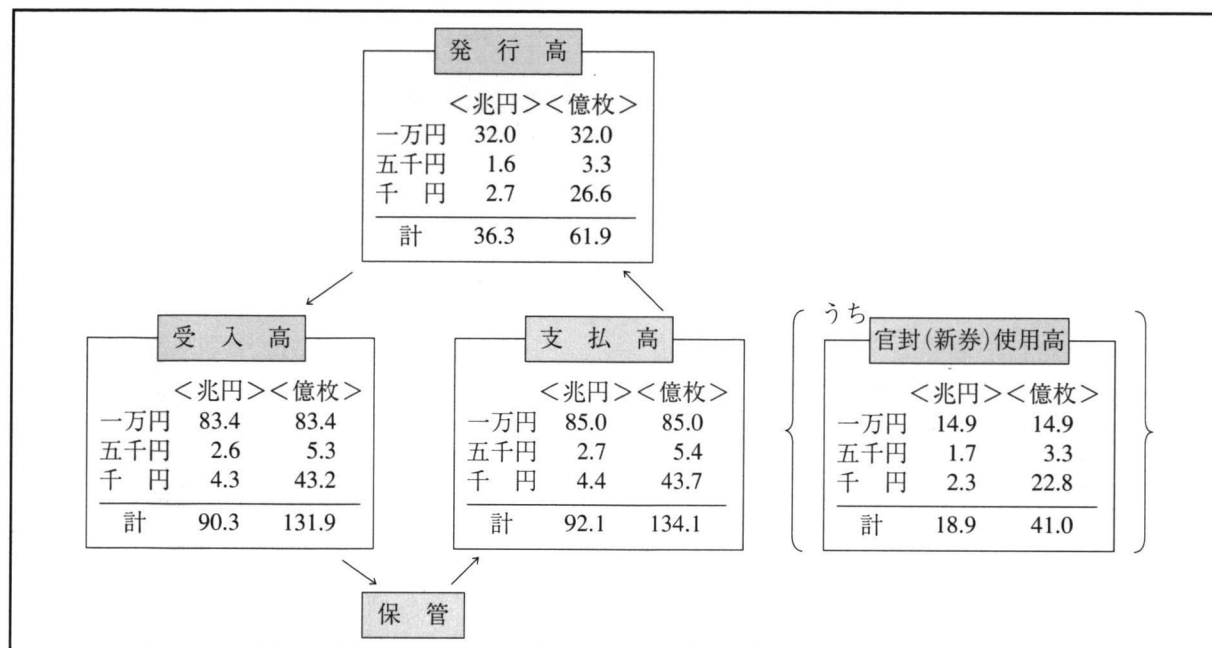 発行高
<兆円><億枚>
一万円 32.0 32.0
五千円 1.6 3.3
千円 2.7 26.6
計 36.3 61.9
受入高
<兆円><億枚>
一万円 83.4 83.4
五千円 2.6 5.3
千円 4.3 43.2
計 90.3 131.9
支払高
<兆円><億枚>
一万円 85.0 85.0
五千円 2.7 5.4
千円 4.4 43.7
計 92.1 134.1
うち
官封(新券)使用高
<兆円><億枚>
一万円 14.9 14.9
五千円 1.7 3.3
千円 2.3 22.8
計 18.9 41.0
保管